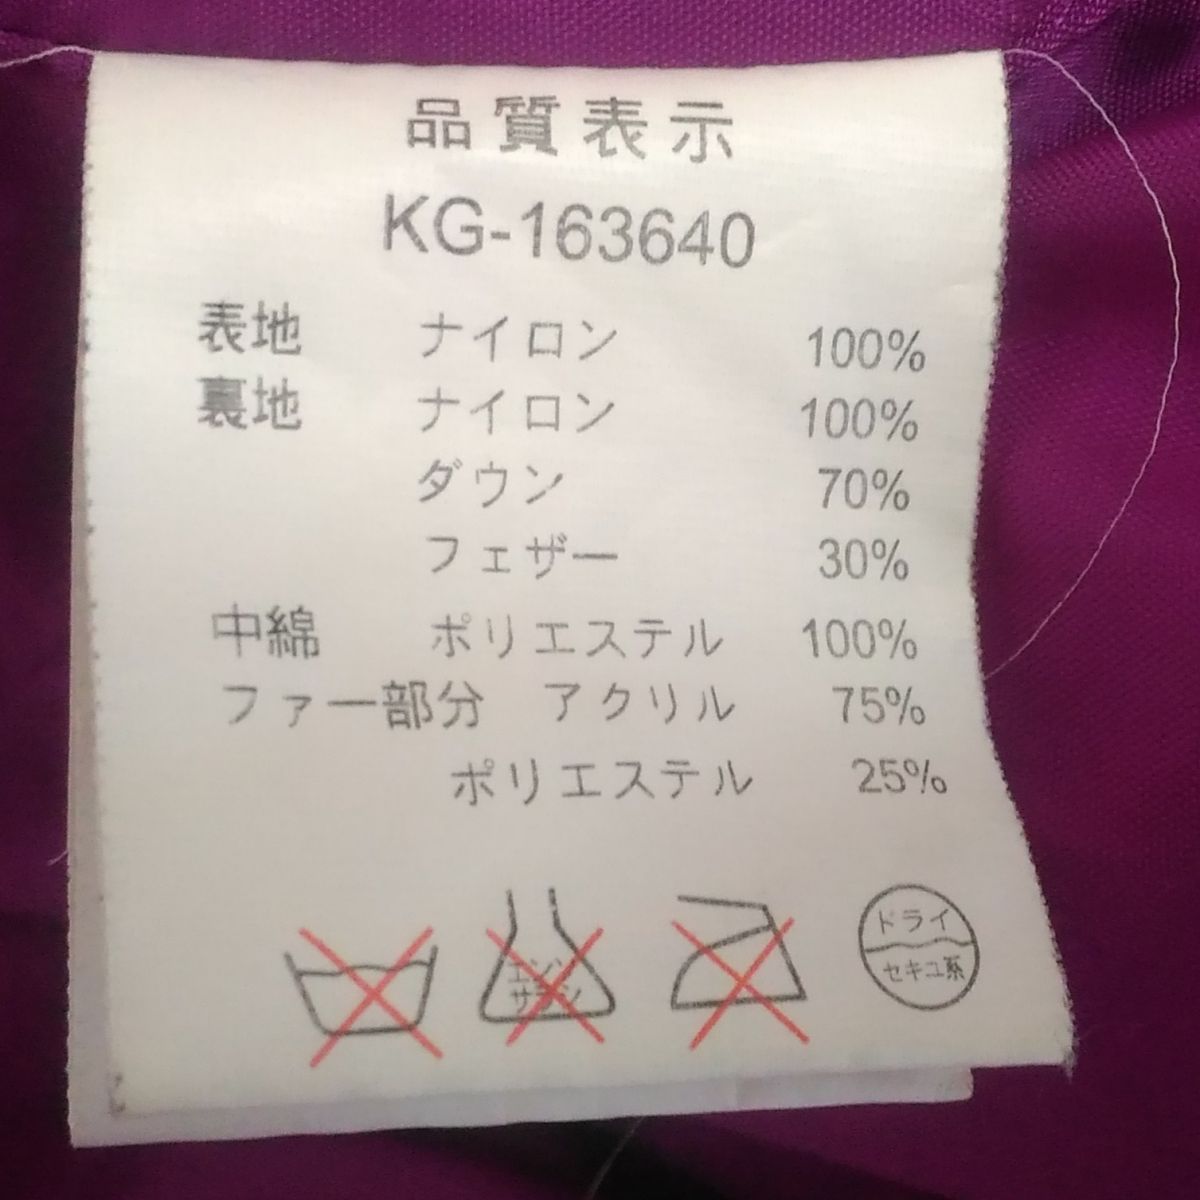 品質表示
KG-163640
表地 ナイロン 100%
裏地 ナイロン 100%
ダウン 70%
フェザー 30%
中綿 ポリエステル 100%
ファー部分 アクリル 75%
ポリエステル 25%
エンソ
サラシ
ドライ
セキユ系